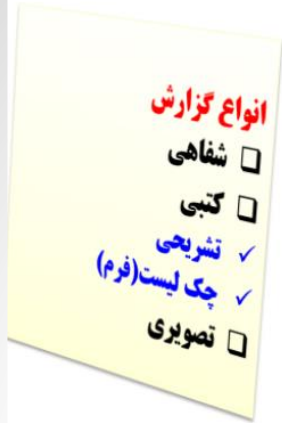 انواع گزارش
❑ شفاهی
❑ کتبی
✓ تشریحی
✓ چک لیست(فرم)
❑ تصویری